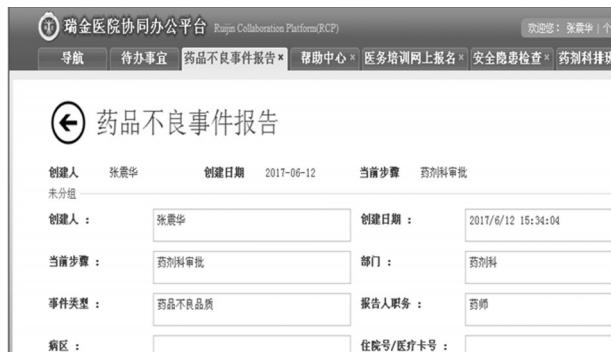 瑞金医院协同办公平台 Ruijin Collaboration Platform(RCP) 欢迎您： 张震华 | 个
导航 待办事宜 药品不良事件报告× 帮助中心× 医务培训网上报名× 安全隐患检查× 药剂科排班
药品不良事件报告
创建人 张震华 创建日期 2017-06-12 当前步骤 药剂科审批
未分组
创建人 ： 张震华 创建日期 ： 2017/6/12 15:34:04
当前步骤 ： 药剂科审批 部门 ： 药剂科
事件类型 ： 药品不良品质 报告人职务 ： 药师
病区 ： 住院号/医疗卡号 ：